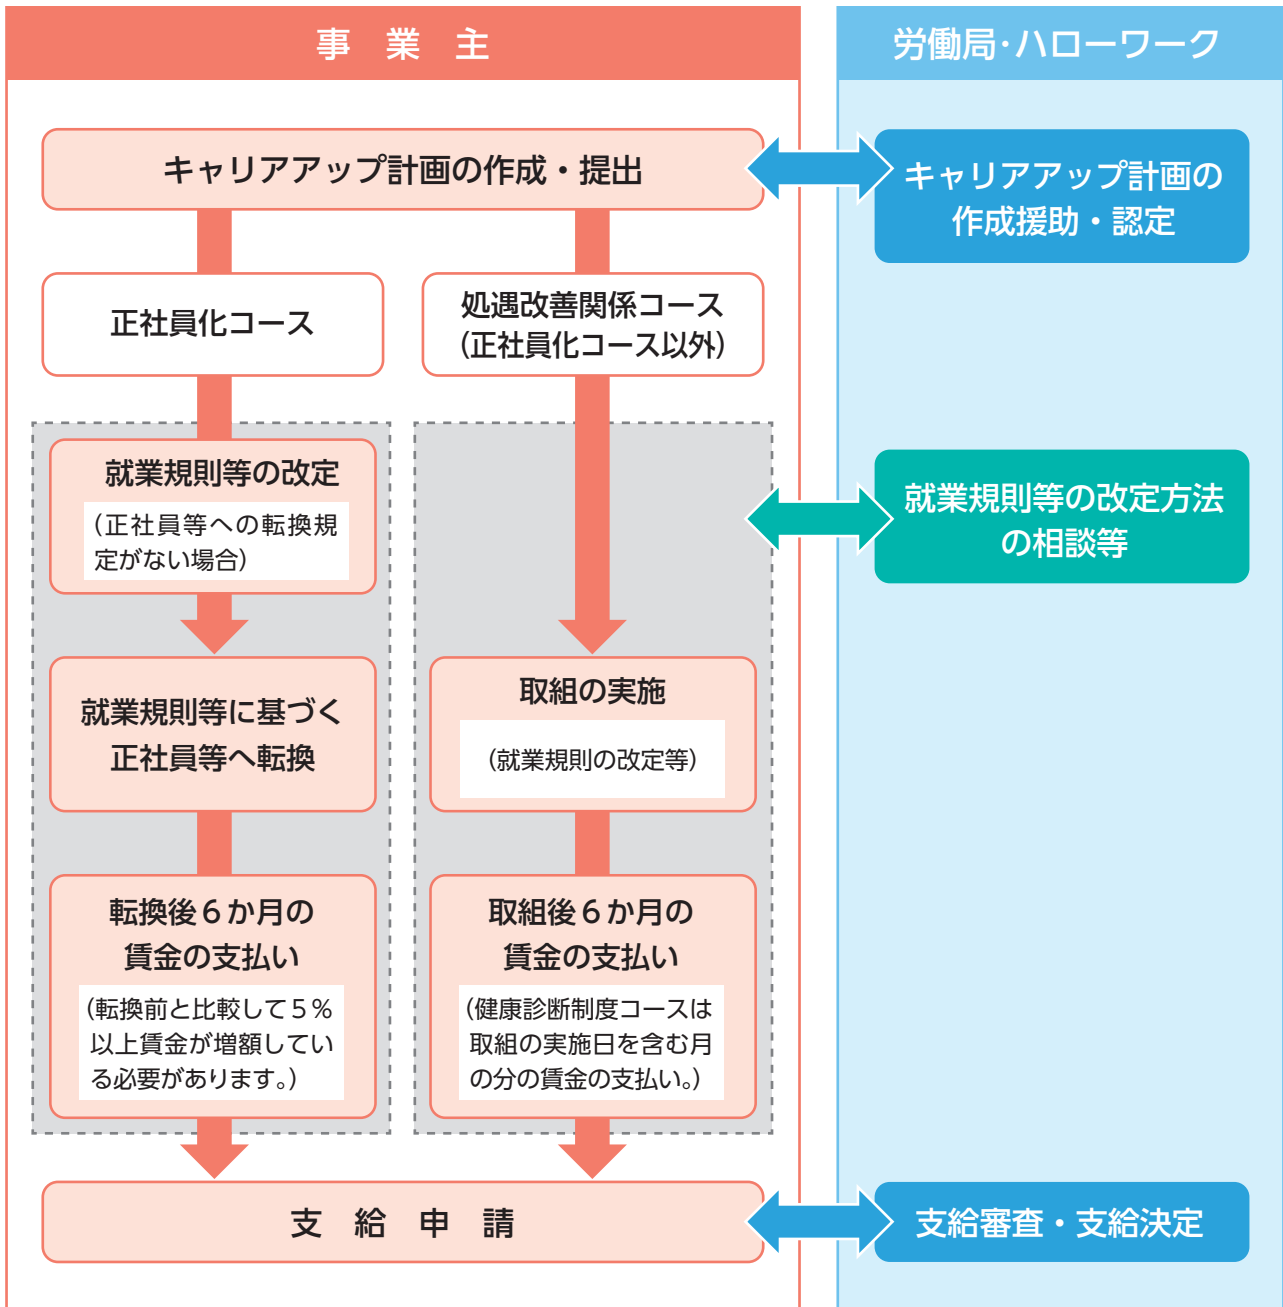 事　業　主
労働局・ハローワーク
キャリアアップ計画の作成・提出
キャリアアップ計画の
作成援助・認定
正社員化コース
処遇改善関係コース
（正社員化コース以外）
就業規則等の改定
（正社員等への転換規
定がない場合）
就業規則等の改定方法
の相談等
就業規則等に基づく
正社員等へ転換
取組の実施
（就業規則の改定等）
転換後６か月の
賃金の支払い
（転換前と比較して５％
以上賃金が増額してい
る必要があります。）
取組後６か月の
賃金の支払い
（健康診断制度コースは
取組の実施日を含む月
の分の賃金の支払い。）
支　給　申　請
支給審査・支給決定